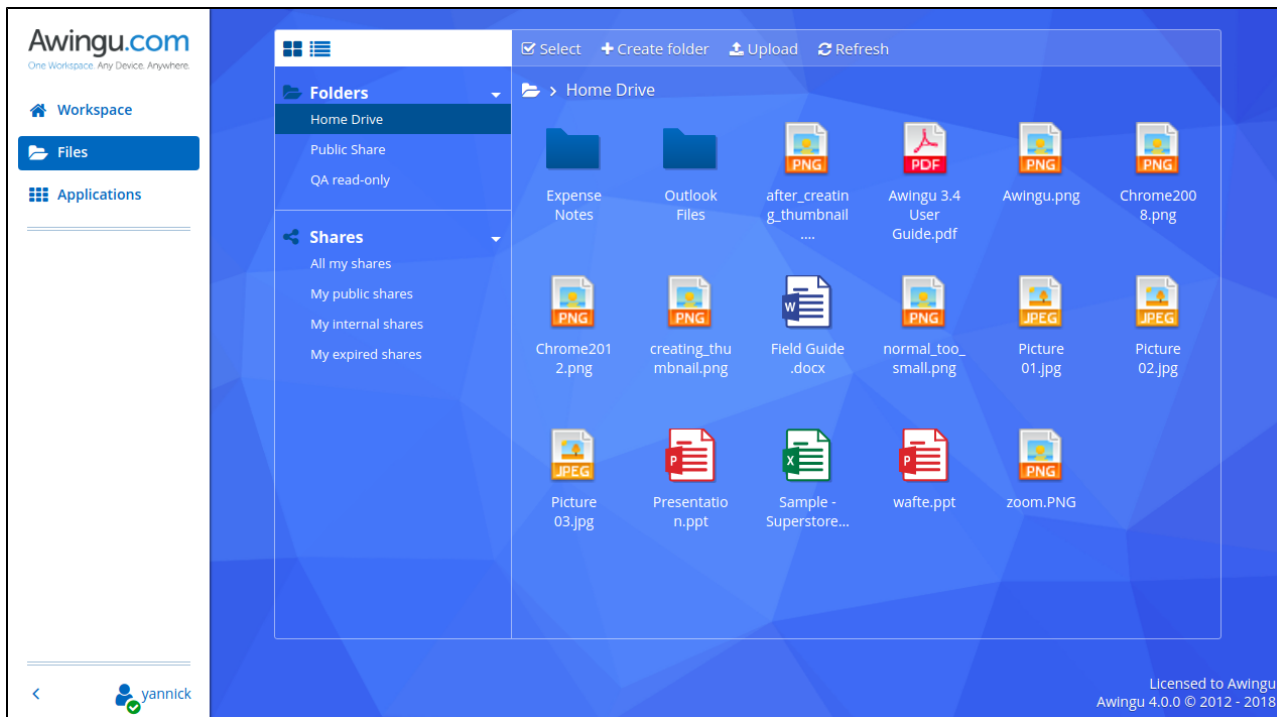 Awingu.com
One Workspace. Any Device. Anywhere.
Workspace
Files
Applications
yannick
Folders
Home Drive
Public Share
QA read-only
Shares
All my shares
My public shares
My internal shares
My expired shares
Select Create folder Upload Refresh
> Home Drive
PNG PDF PNG PNG
Expense Outlook after_creatin Awingu 3.4 Awingu.png Chrome200
Notes Files g_thumbnail User 8.png
.... Guide.pdf
PNG PNG W PNG JPEG JPEG
Chrome201 creating_thu Field Guide normal_too_ Picture Picture
2.png mbnail.png .docx small.png 01.jpg 02.jpg
JPEG P X P PNG
Picture Presentatio Sample - wafte.ppt zoom.PNG
03.jpg n.ppt Superstore...
Licensed to Awingu
Awingu 4.0.0 © 2012 - 2018